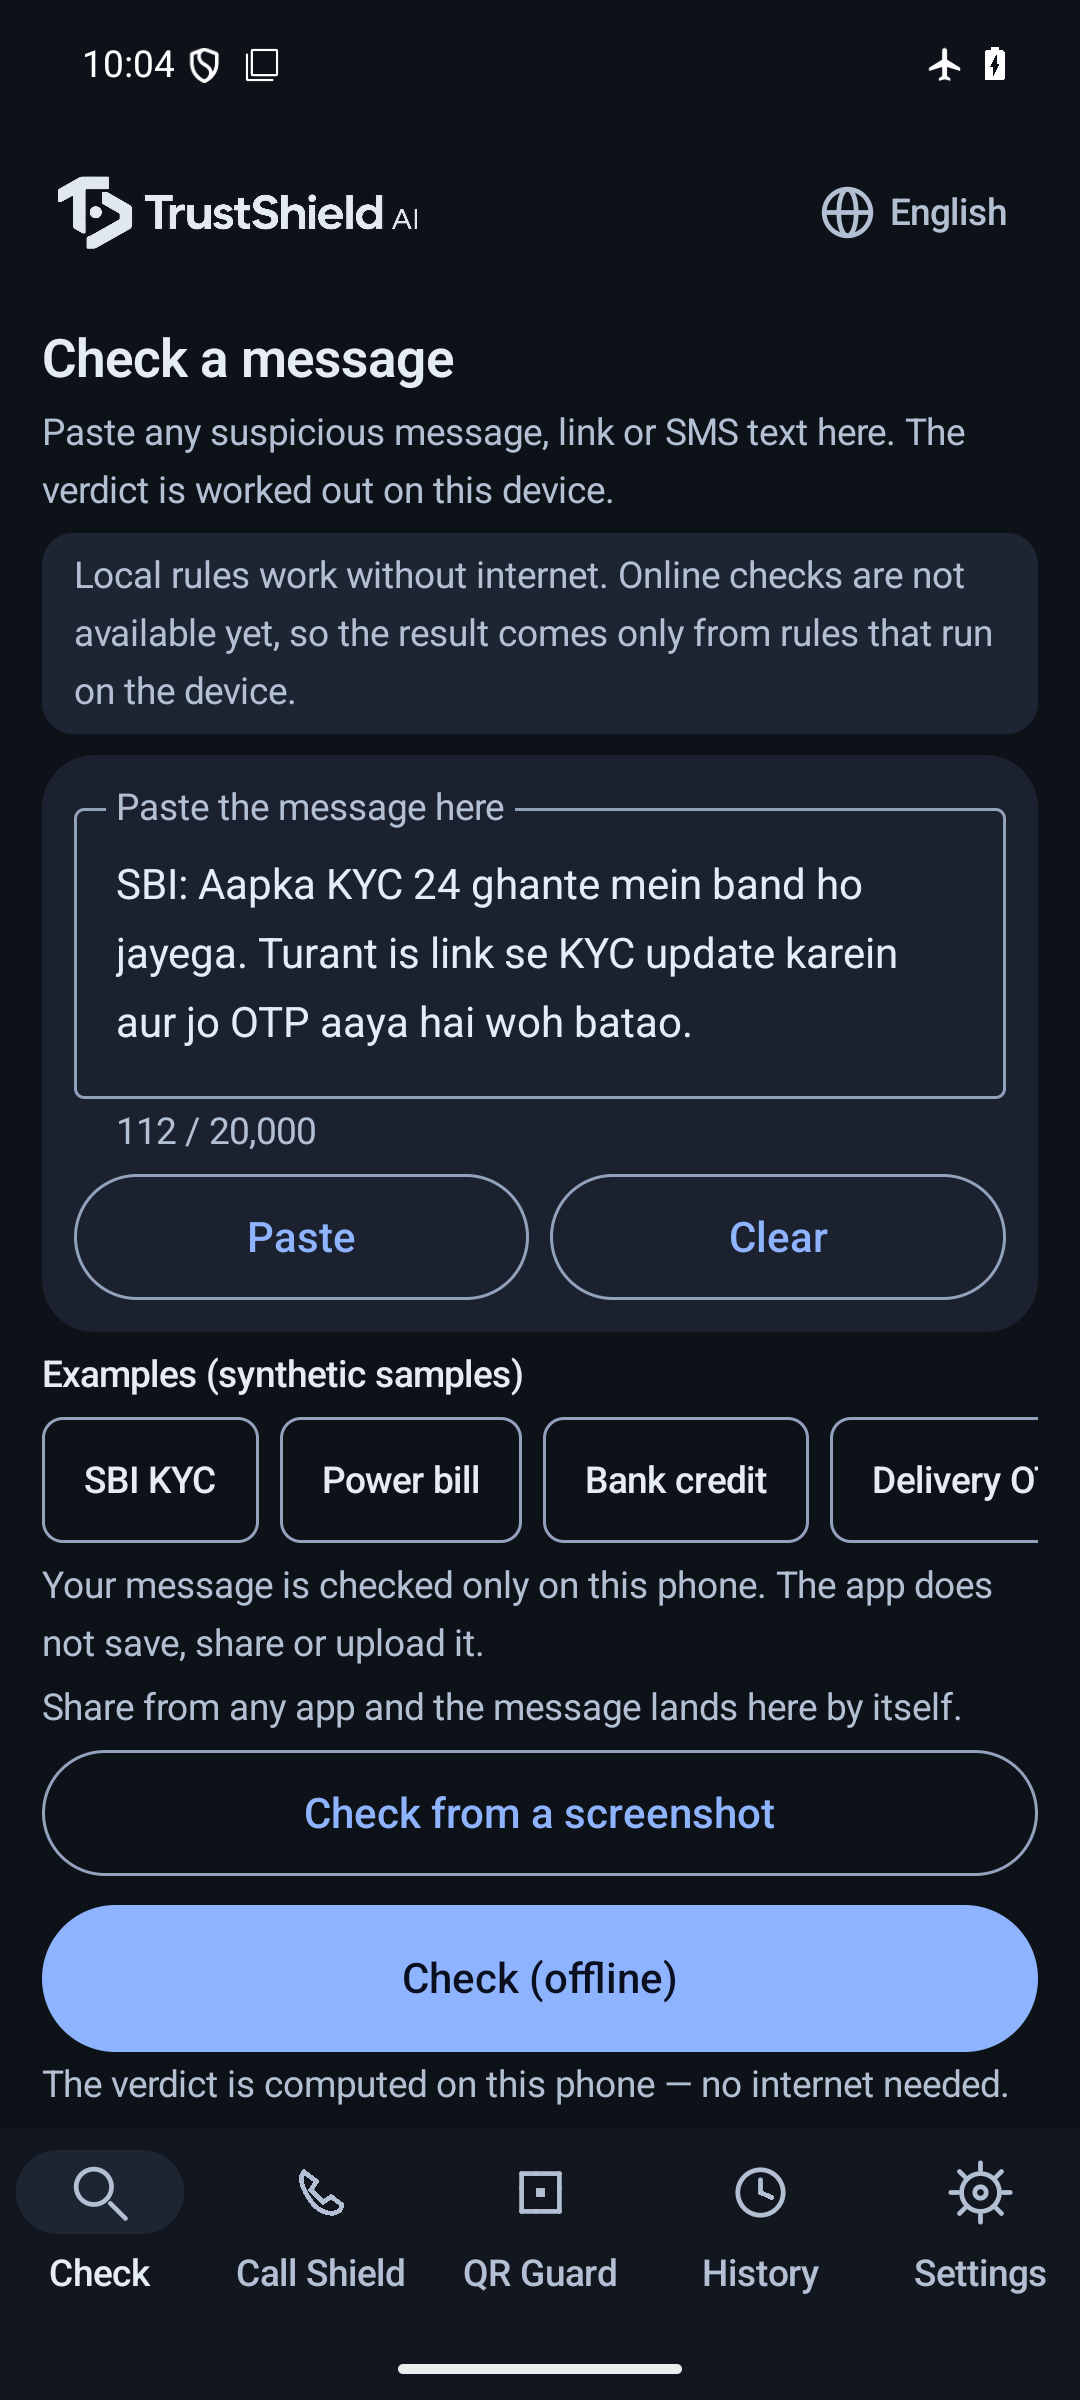 10:04
TrustShield AI
English
Check a message
Paste any suspicious message, link or SMS text here. The
verdict is worked out on this device.
Local rules work without internet. Online checks are not
available yet, so the result comes only from rules that run
on the device.
Paste the message here
SBI: Aapka KYC 24 ghante mein band ho
jayega. Turant is link se KYC update karein
aur jo OTP aaya hai woh batao.
112 / 20,000
Paste
Clear
Examples (synthetic samples)
SBI KYC
Power bill
Bank credit
Delivery O
Your message is checked only on this phone. The app does
not save, share or upload it.
Share from any app and the message lands here by itself.
Check from a screenshot
Check (offline)
The verdict is computed on this phone — no internet needed.
Check
Call Shield
QR Guard
History
Settings